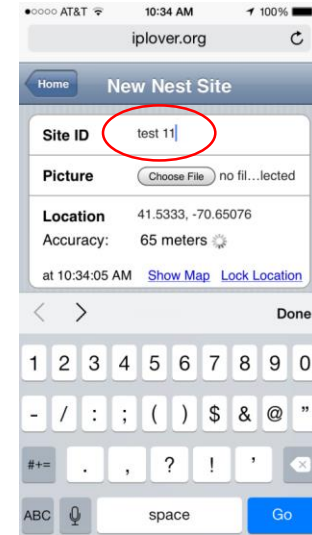 ●○○○○ AT&T 10:34 AM 100%
iplover.org
Home New Nest Site
Site ID test 11
Picture Choose File no fil...lected
Location 41.5333, -70.65076
Accuracy: 65 meters
at 10:34:05 AM Show Map Lock Location
< > Done
1 2 3 4 5 6 7 8 9 0
- / : ; ( ) $ & @ "
#+= . , ? ! '
ABC space Go